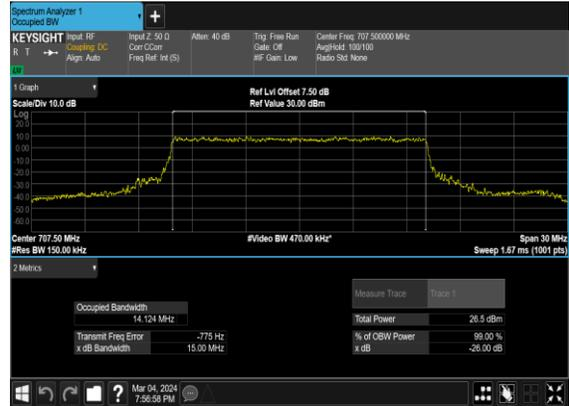 Spectrum Analyzer 1
Occupied BW
+
KEYSIGHT Input: RF Input Z: 50 Ω Atten: 40 dB Trig: Free Run Center Freq: 707.500000 MHz
R T Coupling: DC Corr CCorr Gate: Off Avg|Hold: 100/100
Align: Auto Freq Ref: Int (S) #IF Gain: Low Radio Std: None
1 Graph
Scale/Div 10.0 dB
Ref Lvl Offset 7.50 dB
Ref Value 30.00 dBm
Log
20.0
10.0
0.00
-10.0
-20.0
-30.0
-40.0
-50.0
-60.0
Center 707.50 MHz #Video BW 470.00 kHz* Span 30 MHz
#Res BW 150.00 kHz Sweep 1.67 ms (1001 pts)
2 Metrics
Measure Trace Trace 1
Occupied Bandwidth
14.124 MHz
Total Power 26.5 dBm
Transmit Freq Error -775 Hz
% of OBW Power 99.00 %
x dB Bandwidth 15.00 MHz
x dB -26.00 dB
?
Mar 04, 2024
7:56:58 PM